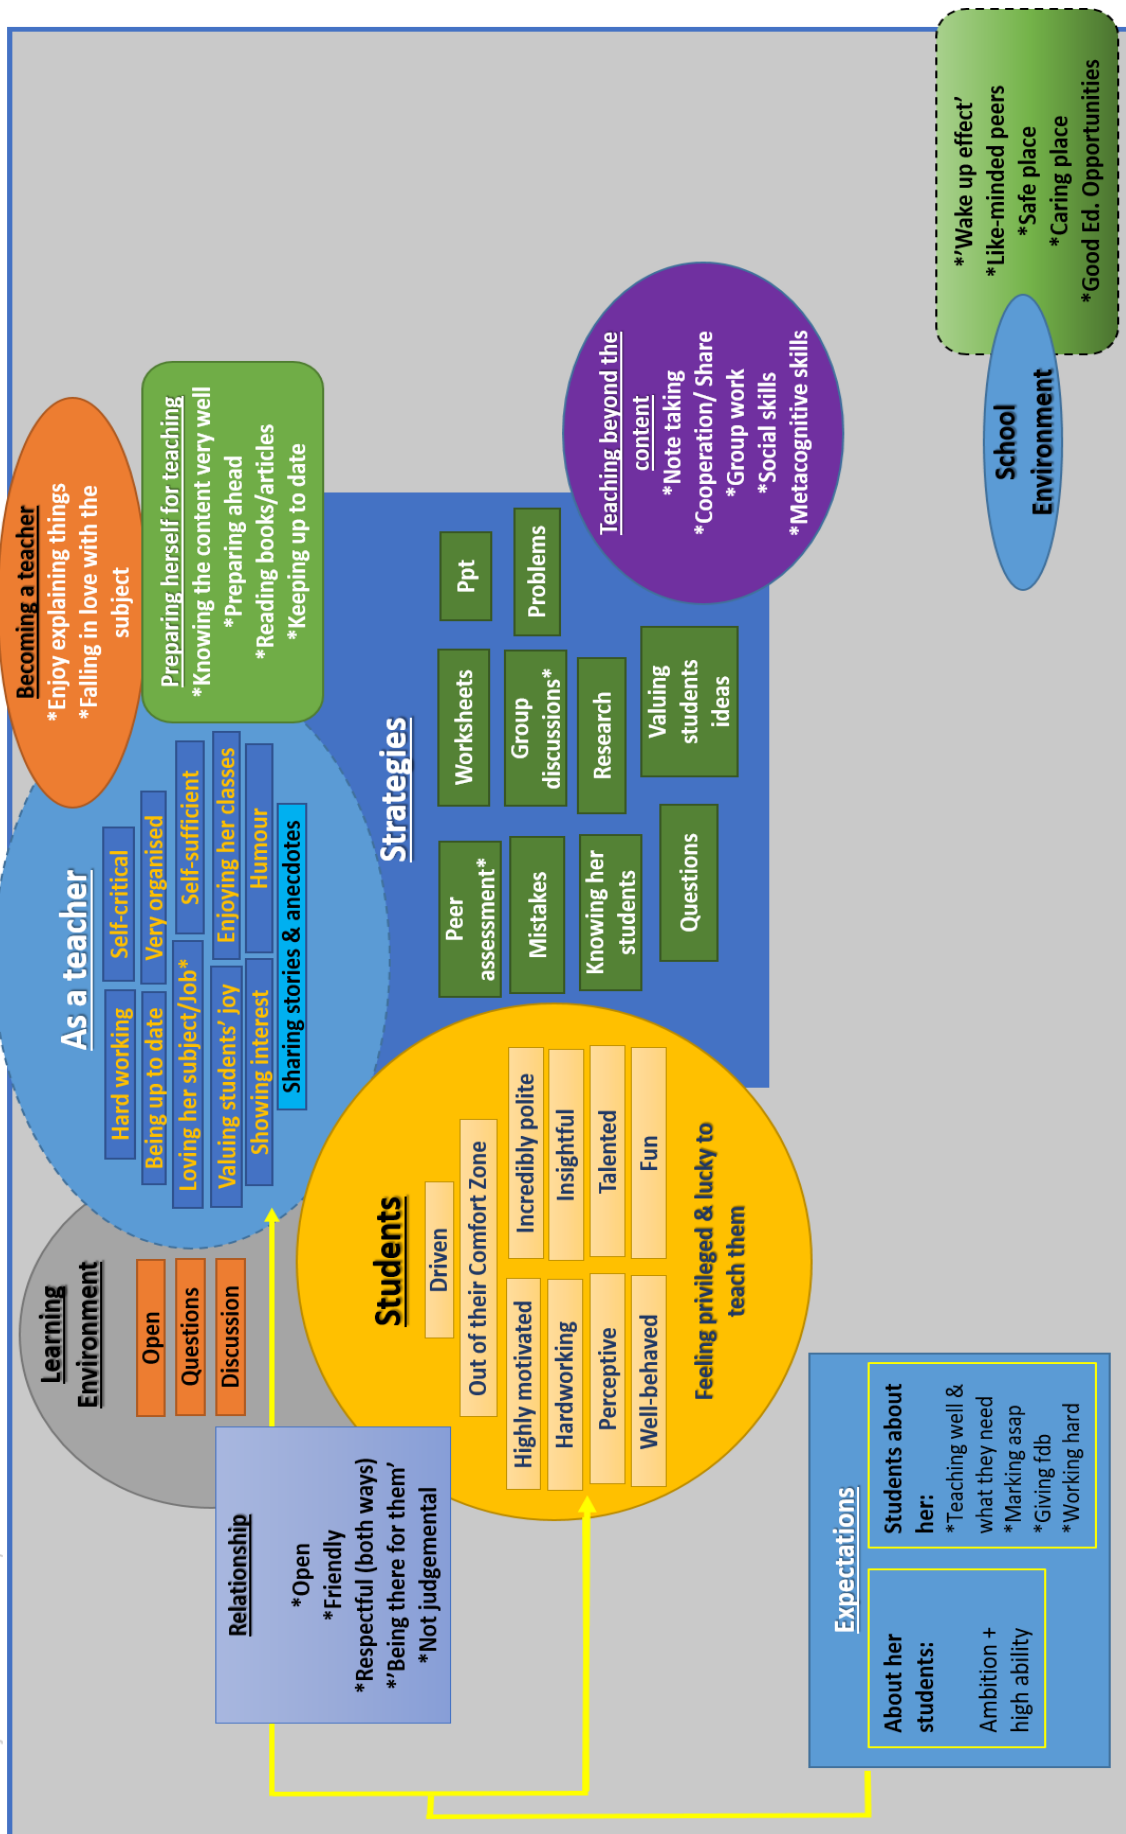 Becoming a teacher
*Enjoy explaining things
*Falling in love with the
subject
Preparing herself for teaching
*Knowing the content very well
*Preparing ahead
*Reading books/articles
*Keeping up to date
As a teacher
Hard working
Self-critical
Being up to date
Very organised
Loving her subject/Job*
Self-sufficient
Valuing students' joy
Enjoying her classes
Showing interest
Humour
Sharing stories & anecdotes
Learning
Environment
Open
Questions
Discussion
Relationship
*Open
*Friendly
*Respectful (both ways)
*'Being there for them'
*Not judgemental
Students
Driven
Out of their Comfort Zone
Highly motivated
Incredibly polite
Hardworking
Insightful
Perceptive
Talented
Well-behaved
Fun
Feeling privileged & lucky to
teach them
Strategies
Peer
assessment*
Worksheets
Ppt
Mistakes
Group
discussions*
Problems
Knowing her
students
Research
Questions
Valuing
students
ideas
Teaching beyond the
content
*Note taking
*Cooperation/ Share
*Group work
*Social skills
*Metacognitive skills
Expectations
About her
students:
Ambition +
high ability
Students about
her:
*Teaching well &
what they need
*Marking asap
*Giving fdb
*Working hard
School
Environment
*'Wake up effect'
*Like-minded peers
*Safe place
*Caring place
*Good Ed. Opportunities